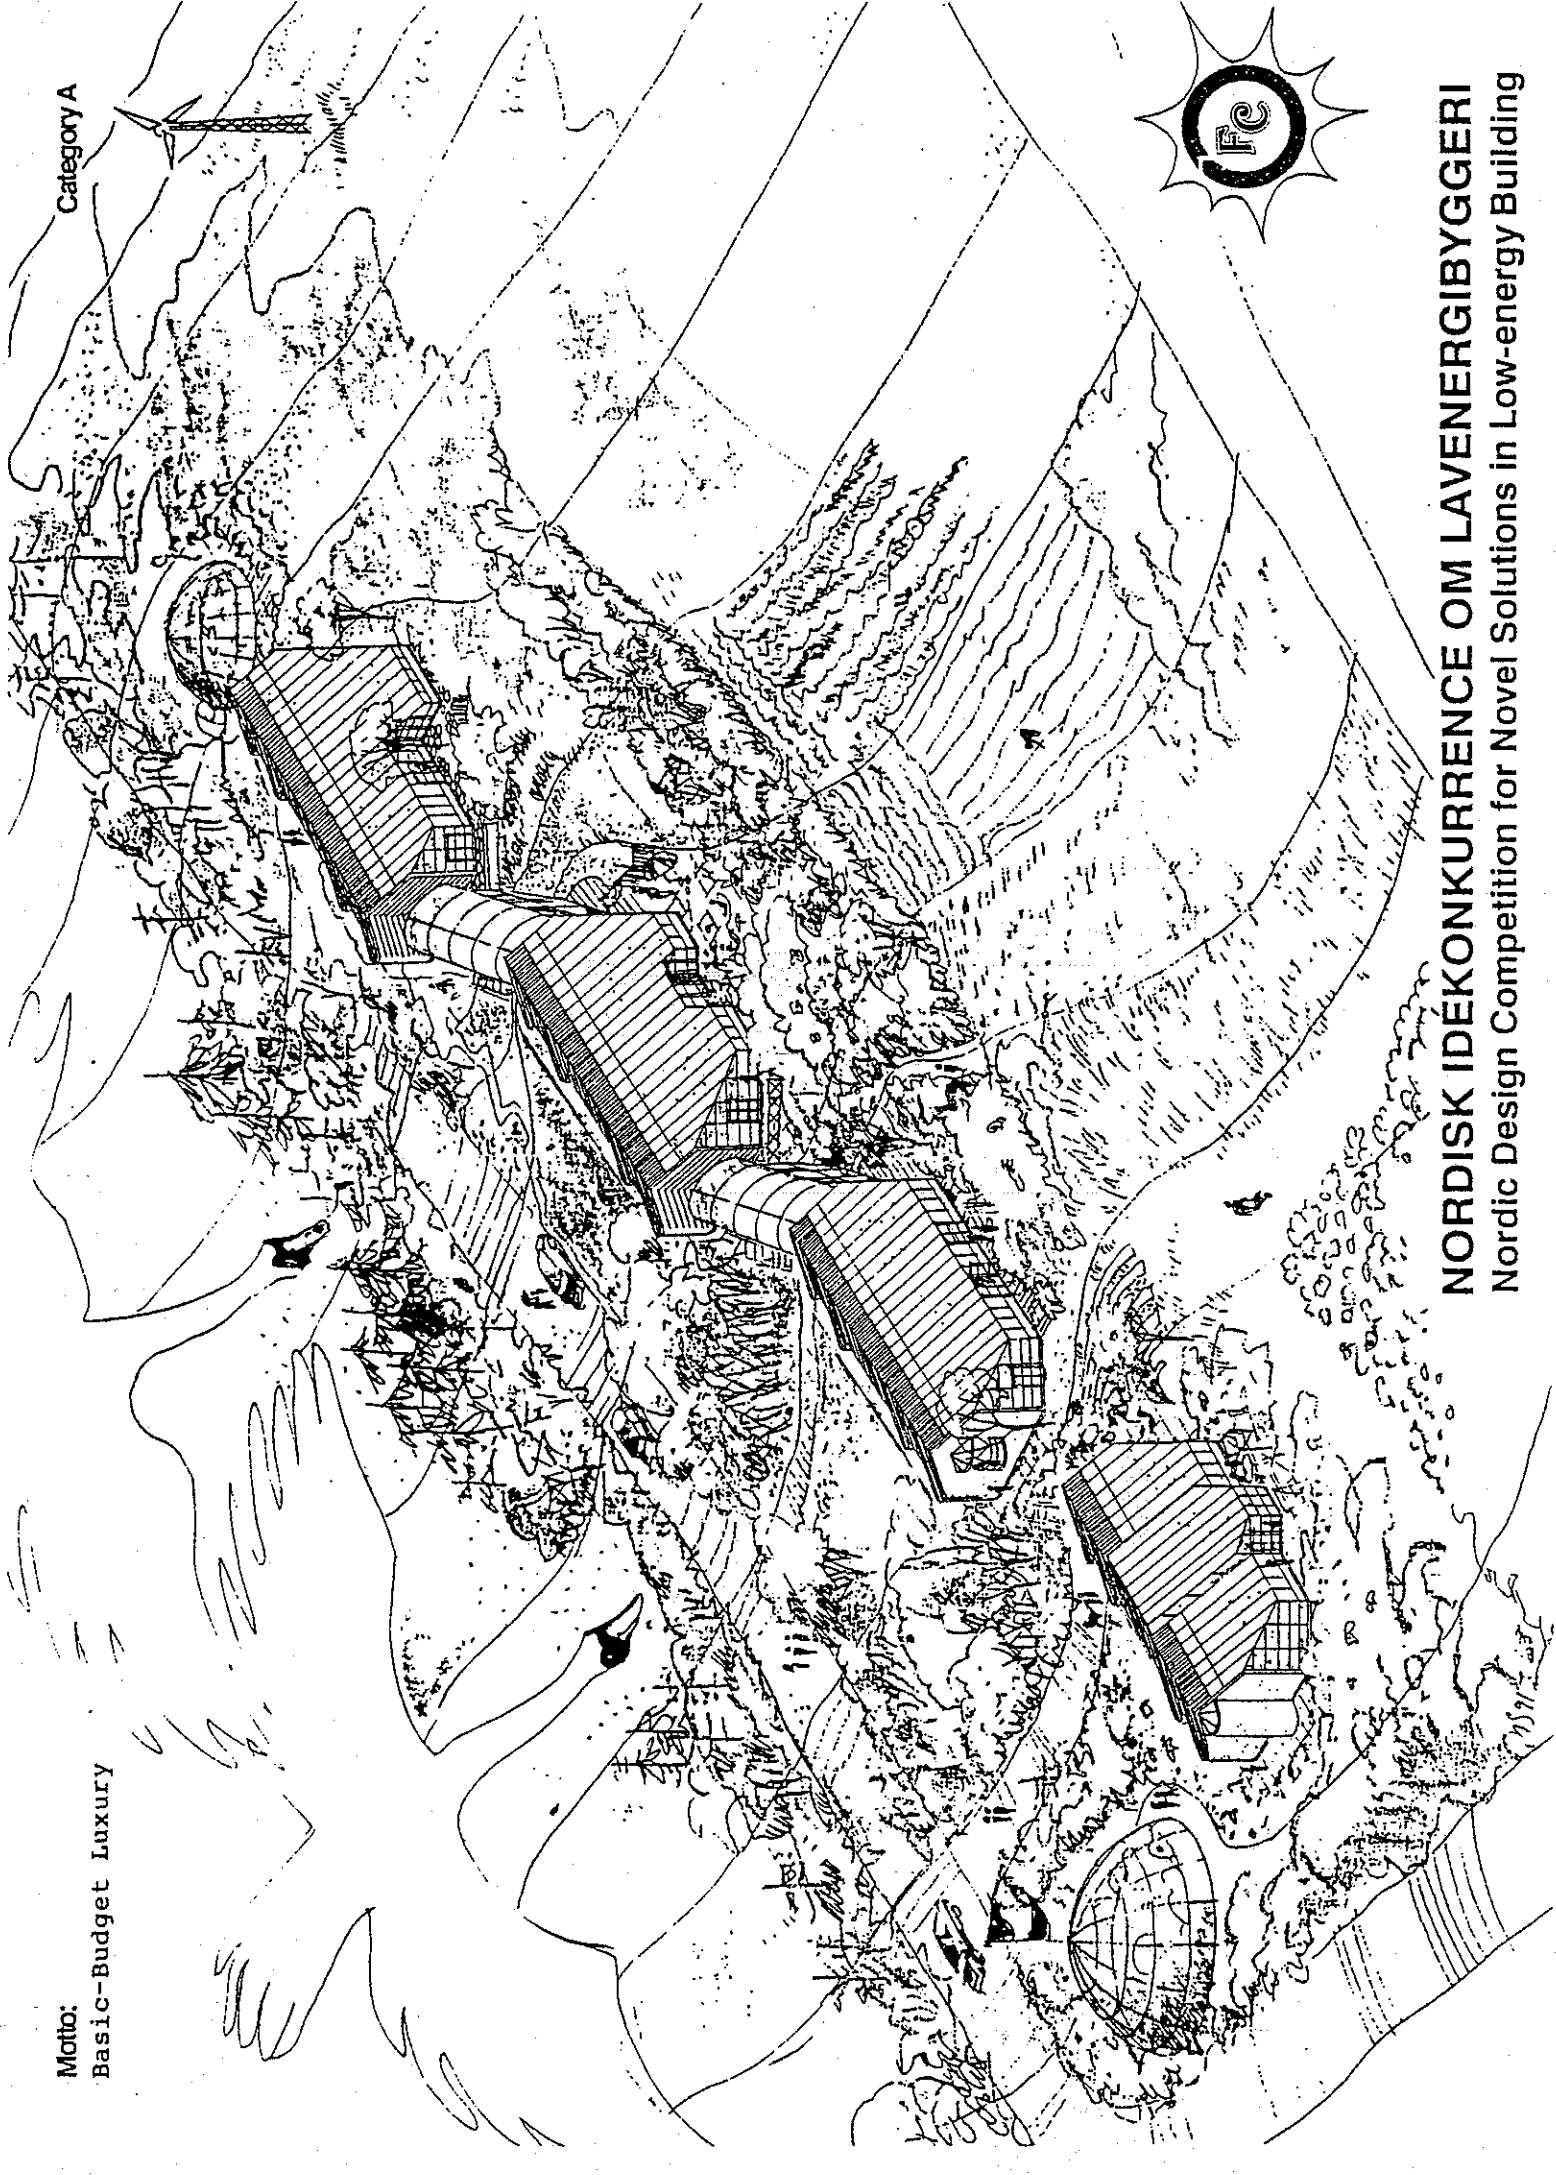 Motto:
Basic-Budget Luxury
Category A
Fc
NORDISK IDÉKONKURRENCE OM LAVENERGIBYGGERI
Nordic Design Competition for Novel Solutions in Low-energy Building